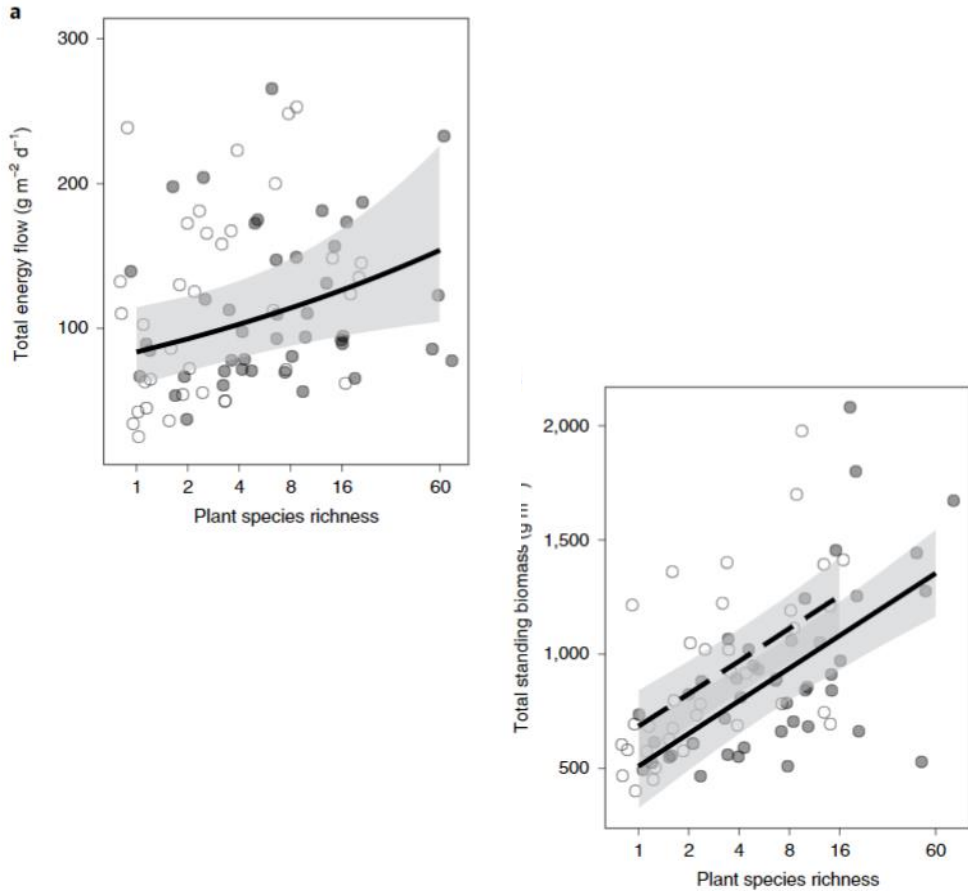 a
300
200
100
Total energy flow (g m⁻² d⁻¹)
1 2 4 8 16 60
Plant species richness
2,000
1,500
1,000
500
Total standing biomass (g m
1 2 4 8 16 60
Plant species richness